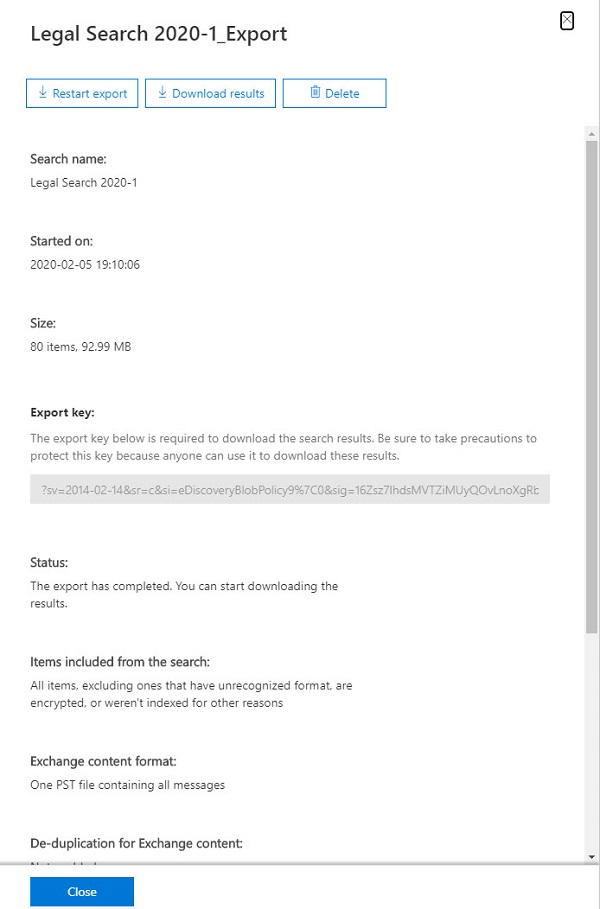 Legal Search 2020-1_Export
Restart export
Download results
Delete
Search name:
Legal Search 2020-1
Started on:
2020-02-05 19:10:06
Size:
80 items, 92.99 MB
Export key:
The export key below is required to download the search results. Be sure to take precautions to
protect this key because anyone can use it to download these results.
?sv=2014-02-14&sr=c&si=eDiscoveryBlobPolicy9%7C0&sig=16Zsz7IhdsMVTZiMUyQOvLnoXgRb
Status:
The export has completed. You can start downloading the
results.
Items included from the search:
All items, excluding ones that have unrecognized format, are
encrypted, or weren't indexed for other reasons
Exchange content format:
One PST file containing all messages
De-duplication for Exchange content:
Close